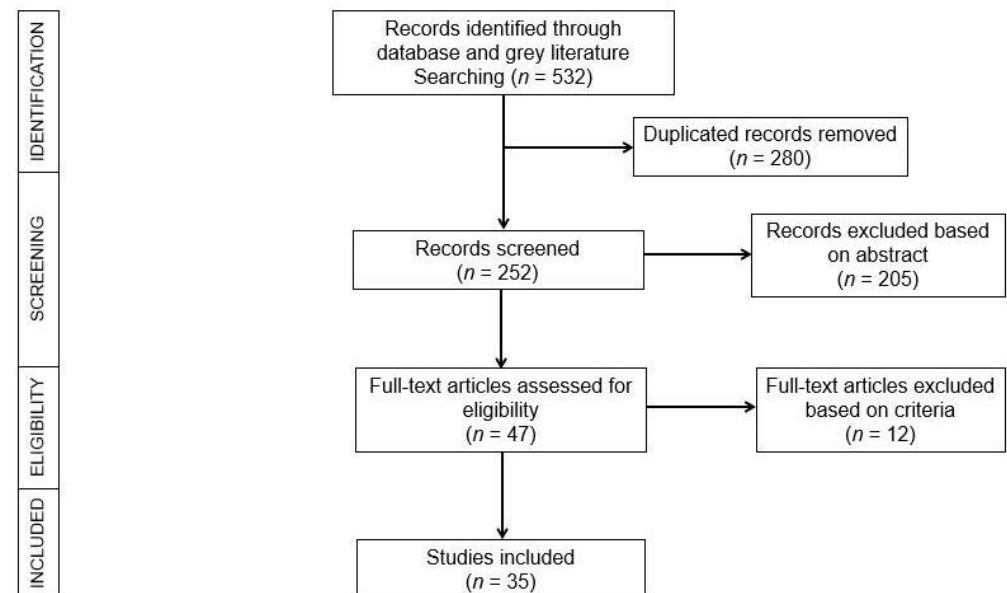 IDENTIFICATION
Records identified through
database and grey literature
Searching (n = 532)
Duplicated records removed
(n = 280)
SCREENING
Records screened
(n = 252)
Records excluded based
on abstract
(n = 205)
ELIGIBILITY
Full-text articles assessed for
eligibility
(n = 47)
Full-text articles excluded
based on criteria
(n = 12)
INCLUDED
Studies included
(n = 35)